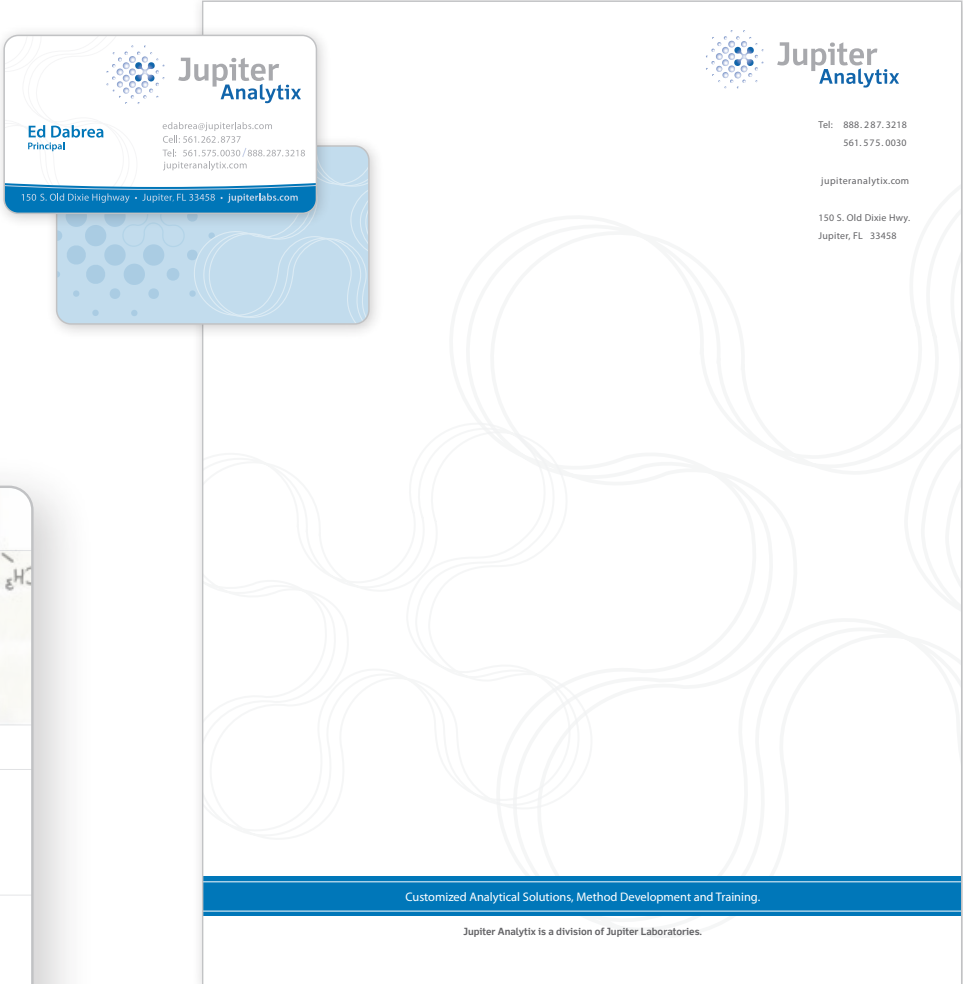 Jupiter
Analytix
Ed Dabrea
Principal
edabrea@jupiterlabs.com
Cell: 561.262.8737
Tel: 561.575.0030 / 888.287.3218
jupiteranalytix.com
150 S. Old Dixie Highway • Jupiter, FL 33458 • jupiterlabs.com
Jupiter
Analytix
Tel: 888.287.3218
561.575.0030
jupiteranalytix.com
150 S. Old Dixie Hwy.
Jupiter, FL 33458
CH3
Customized Analytical Solutions, Method Development and Training.
Jupiter Analytix is a division of Jupiter Laboratories.